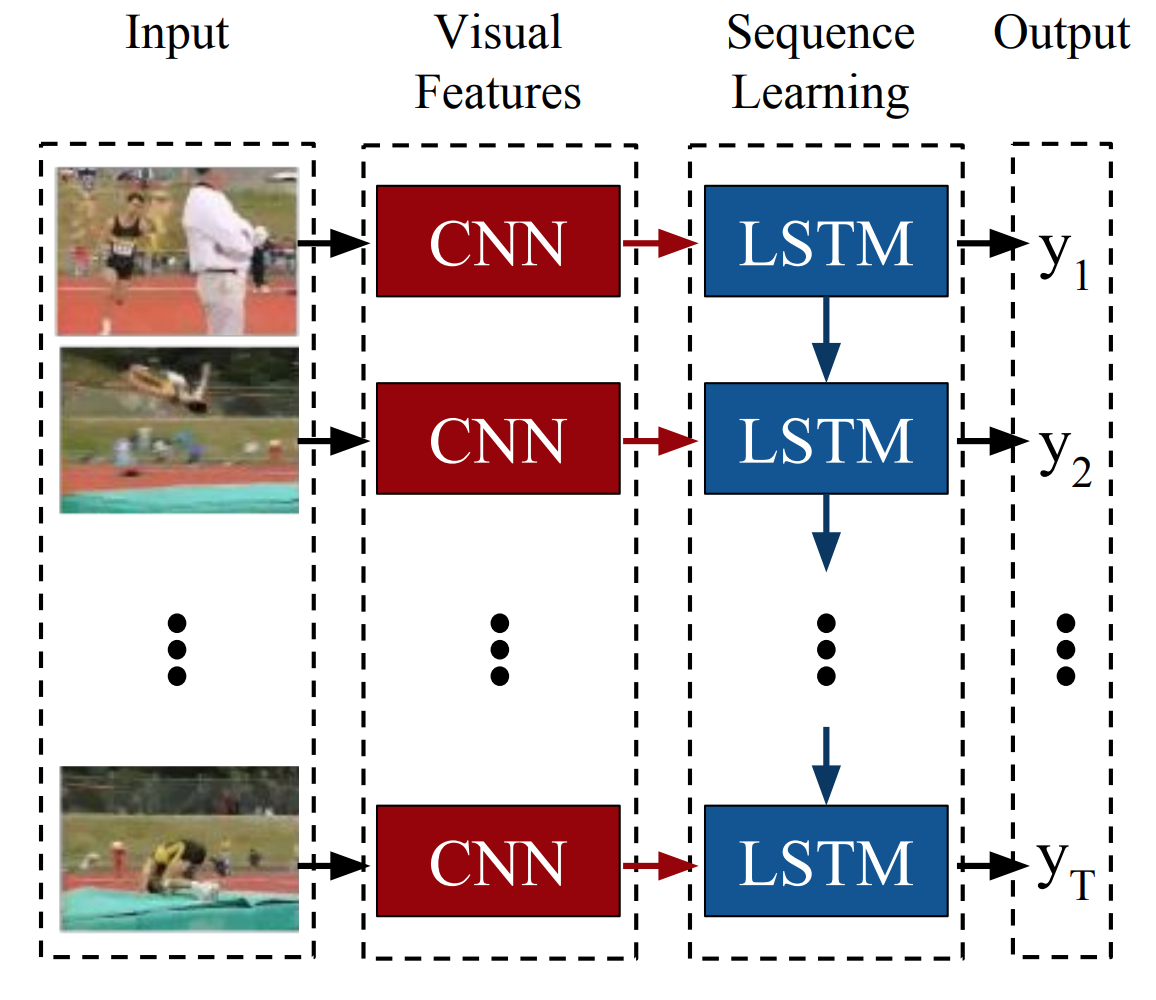 Input
Visual
Features
Sequence
Learning
Output
CNN
LSTM
y1
CNN
LSTM
y2
CNN
LSTM
yT